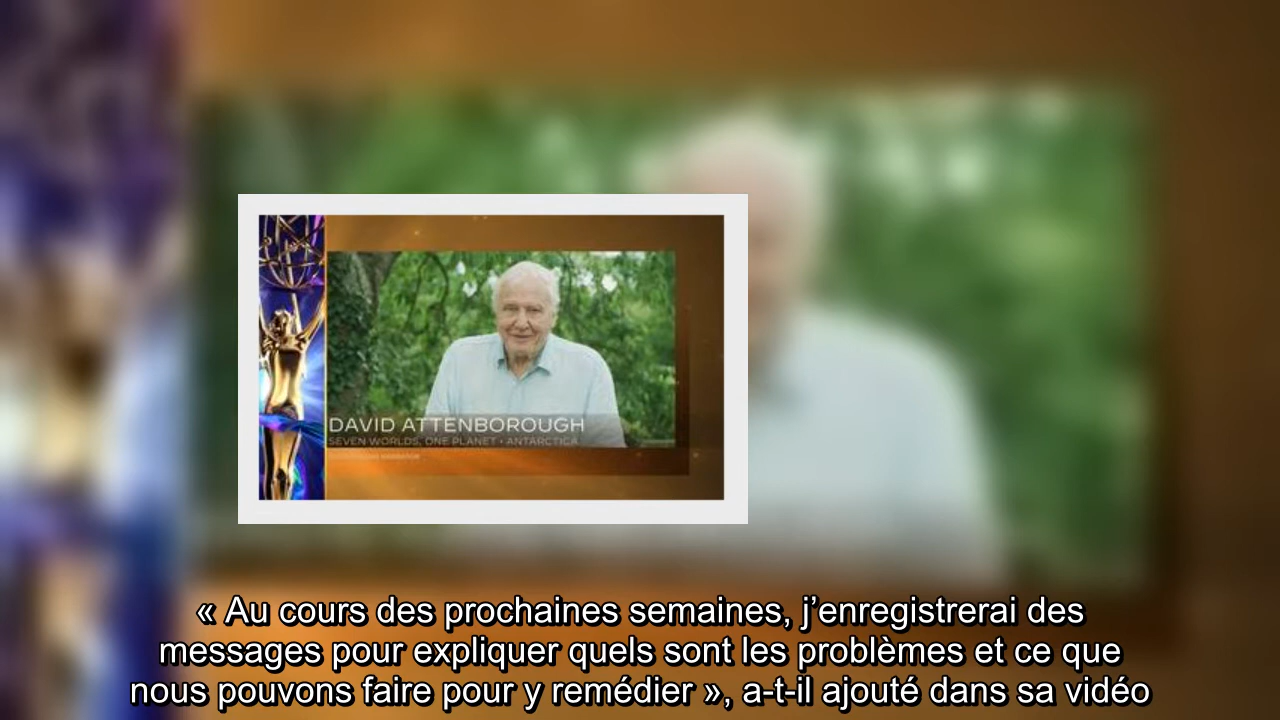 DAVID ATTENBOROUGH
SEVEN WORLDS, ONE PLANET • ANTARCTICA
« Au cours des prochaines semaines, j’enregistrerai des
messages pour expliquer quels sont les problèmes et ce que
nous pouvons faire pour y remédier », a-t-il ajouté dans sa vidéo